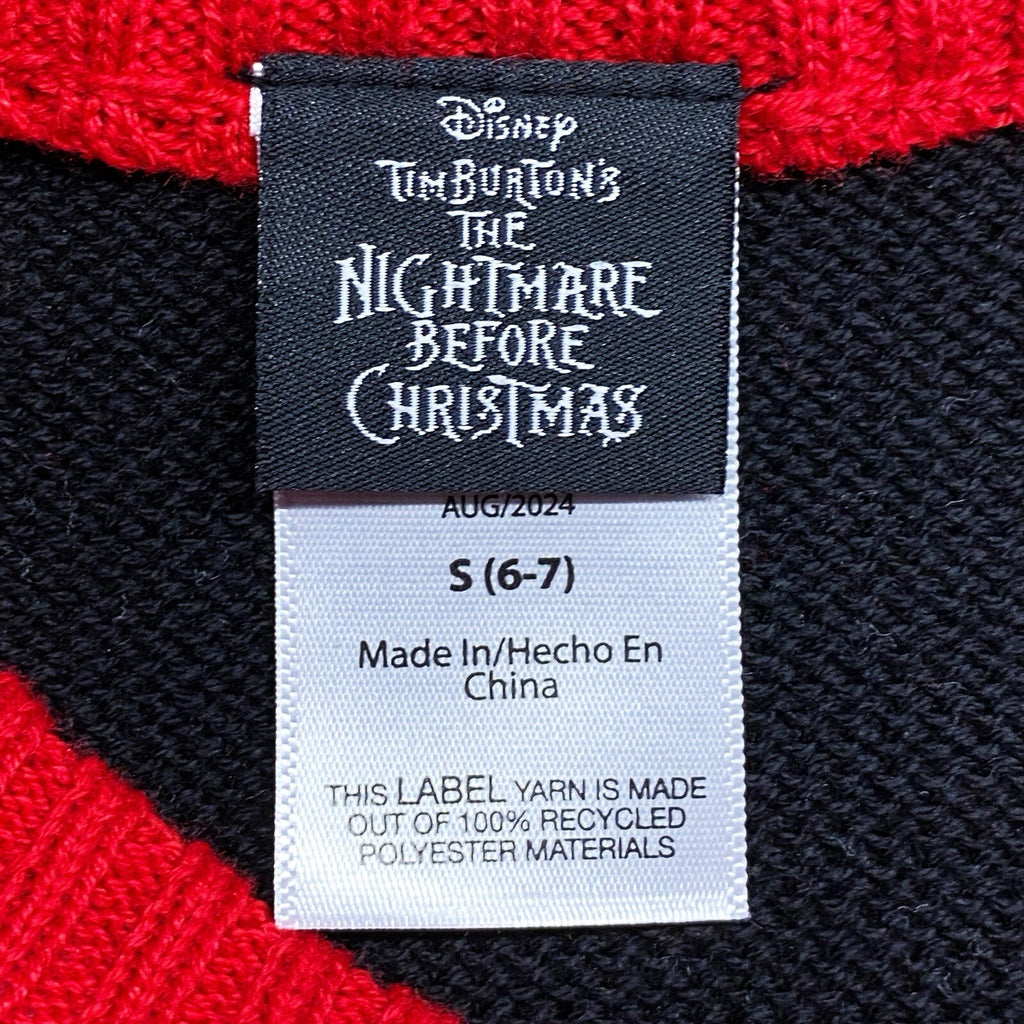 Disney
Tim Burton's
The
Nightmare
Before
Christmas
AUG/2024
S (6-7)
Made In/Hecho En
China
THIS LABEL YARN IS MADE
OUT OF 100% RECYCLED
POLYESTER MATERIALS